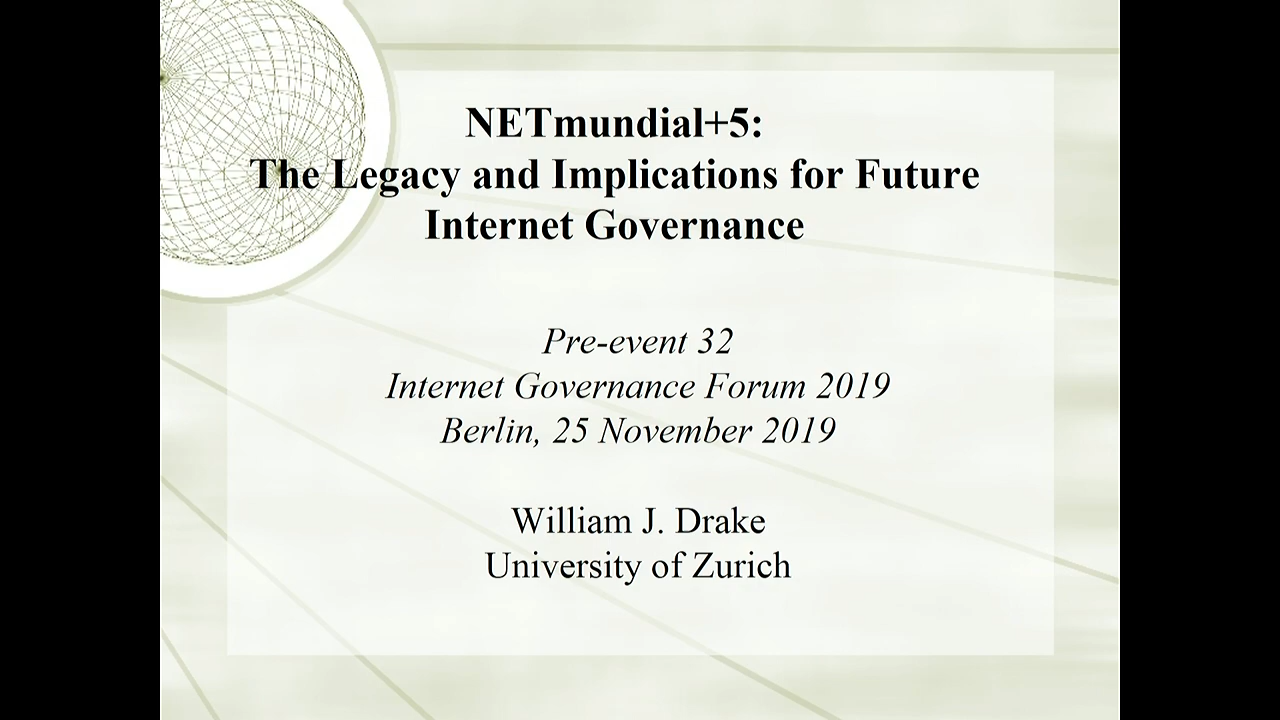 NETmundial+5:
The Legacy and Implications for Future
Internet Governance
Pre-event 32
Internet Governance Forum 2019
Berlin, 25 November 2019
William J. Drake
University of Zurich